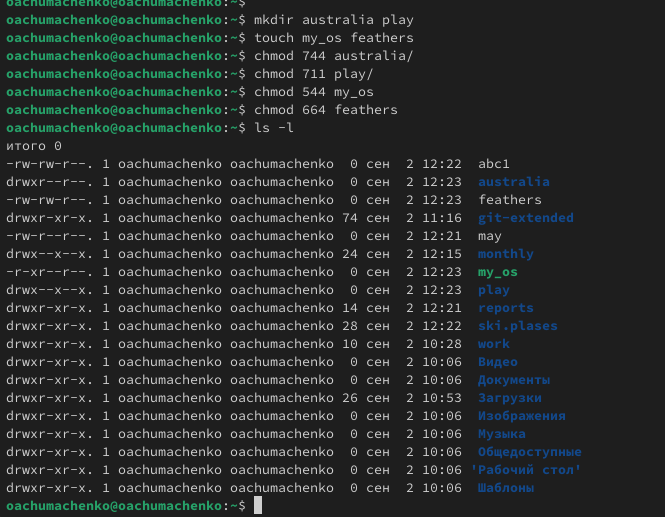 oachumachenko@oachumachenko:~$
oachumachenko@oachumachenko:~$ mkdir australia play
oachumachenko@oachumachenko:~$ touch my_os feathers
oachumachenko@oachumachenko:~$ chmod 744 australia/
oachumachenko@oachumachenko:~$ chmod 711 play/
oachumachenko@oachumachenko:~$ chmod 544 my_os
oachumachenko@oachumachenko:~$ chmod 664 feathers
oachumachenko@oachumachenko:~$ ls -l
итого 0
-rw-rw-r--. 1 oachumachenko oachumachenko  0 сен  2 12:22  abc1
drwxr--r--. 1 oachumachenko oachumachenko  0 сен  2 12:23  australia
-rw-rw-r--. 1 oachumachenko oachumachenko  0 сен  2 12:23  feathers
drwxr-xr-x. 1 oachumachenko oachumachenko 74 сен  2 11:16  git-extended
-rw-r--r--. 1 oachumachenko oachumachenko  0 сен  2 12:21  may
drwx--x--x. 1 oachumachenko oachumachenko 24 сен  2 12:15  monthly
-r-xr--r--. 1 oachumachenko oachumachenko  0 сен  2 12:23  my_os
drwx--x--x. 1 oachumachenko oachumachenko  0 сен  2 12:23  play
drwxr-xr-x. 1 oachumachenko oachumachenko 14 сен  2 12:21  reports
drwxr-xr-x. 1 oachumachenko oachumachenko 28 сен  2 12:22  ski.plases
drwxr-xr-x. 1 oachumachenko oachumachenko 10 сен  2 10:28  work
drwxr-xr-x. 1 oachumachenko oachumachenko  0 сен  2 10:06  Видео
drwxr-xr-x. 1 oachumachenko oachumachenko  0 сен  2 10:06  Документы
drwxr-xr-x. 1 oachumachenko oachumachenko 26 сен  2 10:53  Загрузки
drwxr-xr-x. 1 oachumachenko oachumachenko  0 сен  2 10:06  Изображения
drwxr-xr-x. 1 oachumachenko oachumachenko  0 сен  2 10:06  Музыка
drwxr-xr-x. 1 oachumachenko oachumachenko  0 сен  2 10:06  Общедоступные
drwxr-xr-x. 1 oachumachenko oachumachenko  0 сен  2 10:06 'Рабочий стол'
drwxr-xr-x. 1 oachumachenko oachumachenko  0 сен  2 10:06  Шаблоны
oachumachenko@oachumachenko:~$